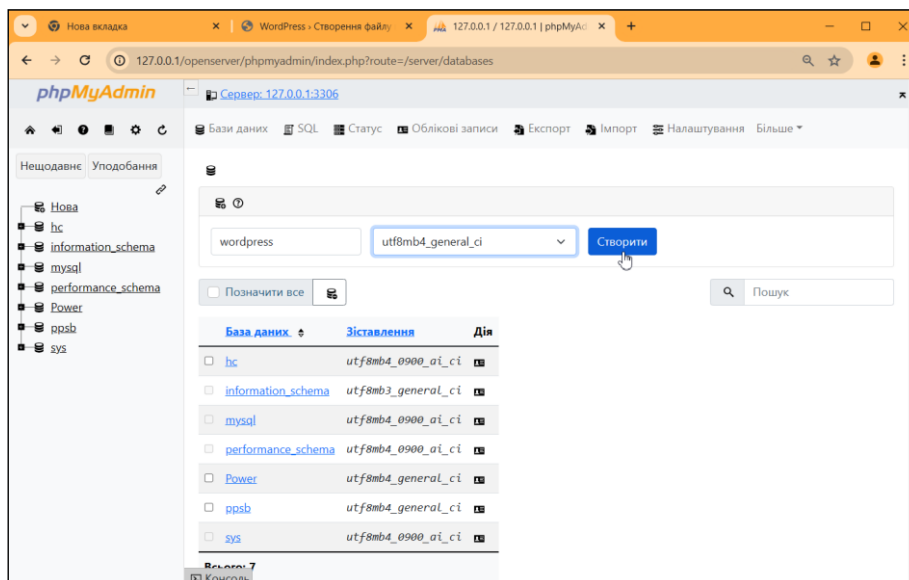 Нова вкладка
WordPress › Створення файлу
127.0.0.1 / 127.0.0.1 | phpMyAd
127.0.0.1/openserver/phpmyadmin/index.php?route=/server/databases
phpMyAdmin
Сервер: 127.0.0.1:3306
Бази даних SQL Статус Облікові записи Експорт Імпорт Налаштування Більше
Нещодавнє Уподобання
Нова
hc
information_schema
mysql
performance_schema
Power
ppsb
sys
wordpress utf8mb4_general_ci Створити
Позначити все Пошук
База даних Зіставлення Дія
hc utf8mb4_0900_ai_ci
information_schema utf8mb3_general_ci
mysql utf8mb4_0900_ai_ci
performance_schema utf8mb4_0900_ai_ci
Power utf8mb4_general_ci
ppsb utf8mb4_general_ci
sys utf8mb4_0900_ai_ci
Всього: 7
Консоль